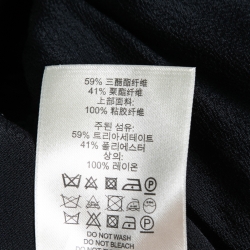 59% 三醋酯纤维
41% 聚酯纤维
上部面料:
100% 粘胶纤维
주원 섬유:
59% 트리아세테이트
41% 폴리에스터
상의:
100% 레이온
DO NOT WASH
DO NOT BLEACH